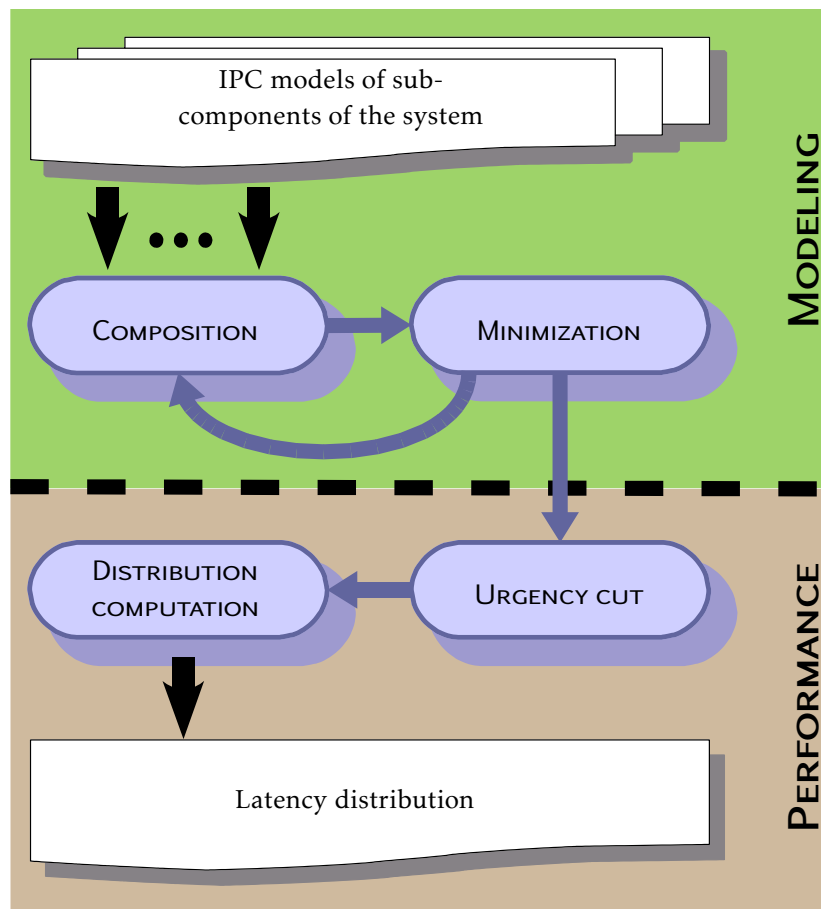 IPC models of sub-
components of the system
MODELING
COMPOSITION
MINIMIZATION
DISTRIBUTION
COMPUTATION
URGENCY CUT
PERFORMANCE
Latency distribution